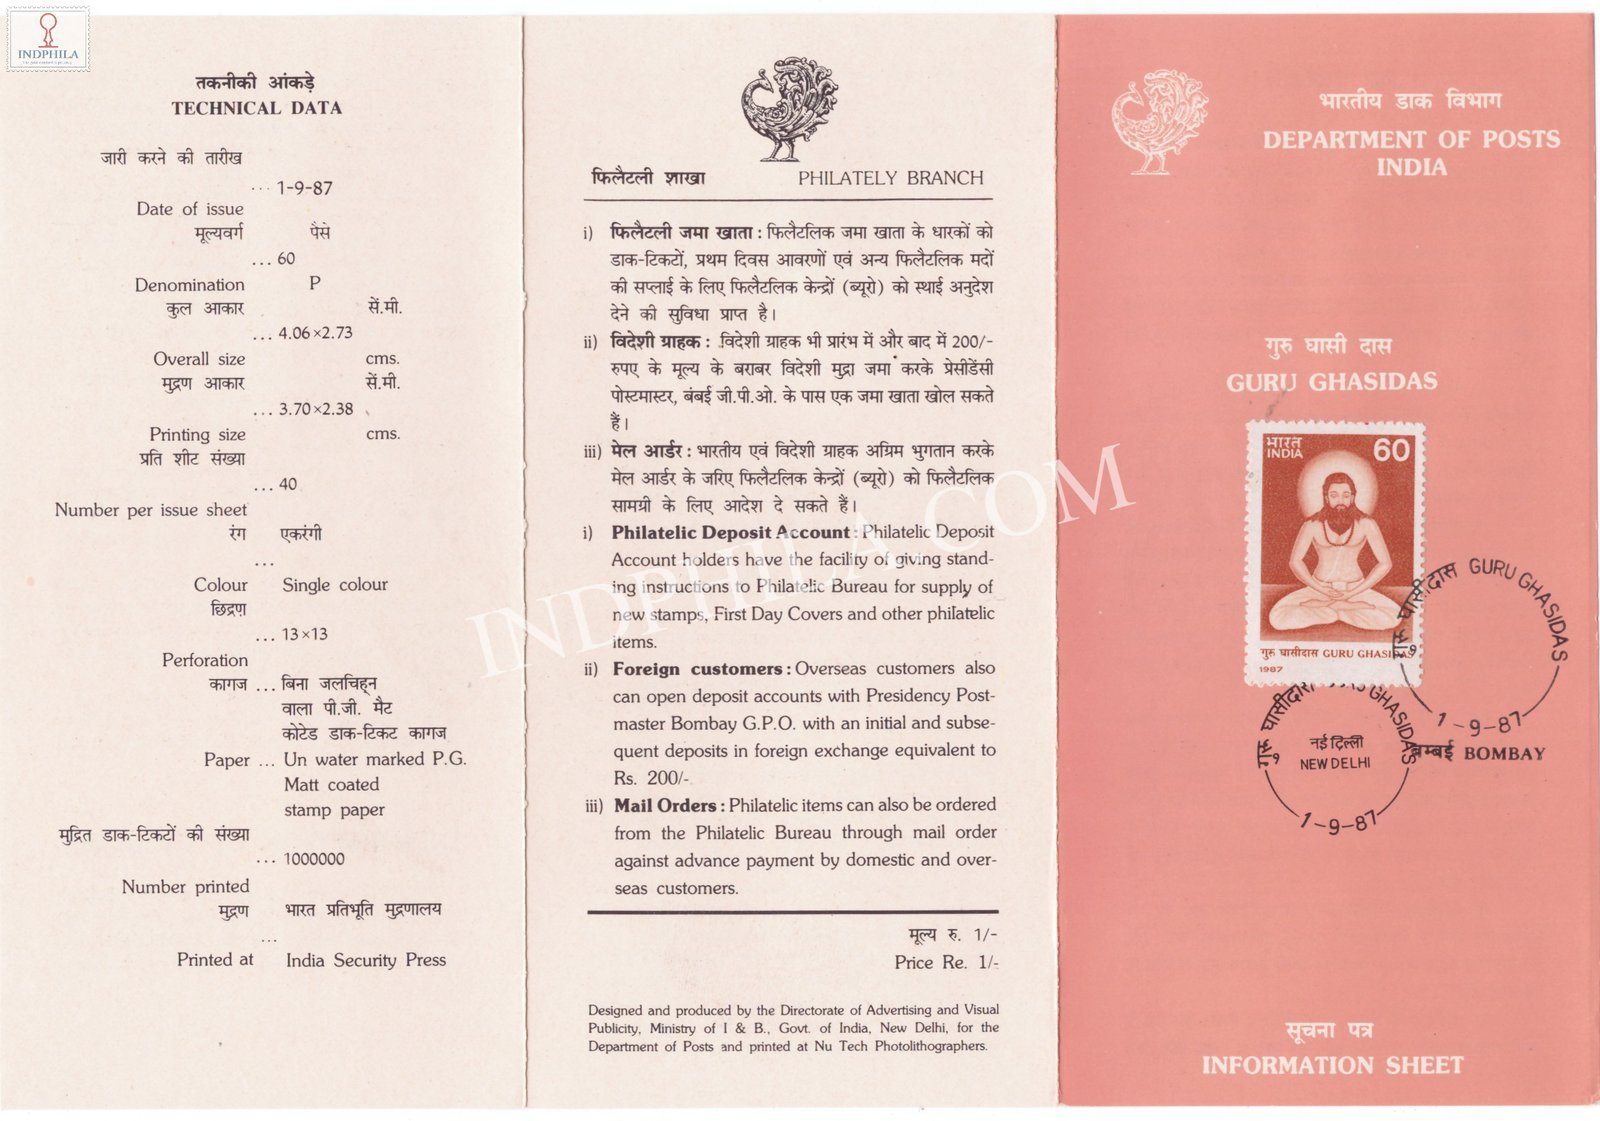 INDPHILA
तकनीकी आंकड़े
TECHNICAL DATA
जारी करने की तारीख
... 1-9-87
Date of issue
मूल्यवर्ग पैसे
... 60
Denomination P
कुल आकार सें.मी.
... 4.06×2.73
Overall size cms.
मुद्रण आकार सें.मी.
... 3.70×2.38
Printing size cms.
प्रति शीट संख्या
... 40
Number per issue sheet
रंग एकरंगी
...
Colour Single colour
छिद्रण
... 13×13
Perforation
कागज ... बिना जलचिह्न
वाला पी.जी. मैट
कोटेड डाक-टिकट कागज
Paper ... Un water marked P.G.
Matt coated
stamp paper
मुद्रित डाक-टिकटों की संख्या
... 1000000
Number printed
मुद्रण भारत प्रतिभूति मुद्रणालय
...
Printed at India Security Press
फिलैटली शाखा PHILATELY BRANCH
i) फिलैटली जमा खाता : फिलैटलिक जमा खाता के धारकों को
डाक-टिकटों, प्रथम दिवस आवरणों एवं अन्य फिलैटलिक मदों
की सप्लाई के लिए फिलैटलिक केन्द्रों (ब्यूरो) को स्थाई अनुदेश
देने की सुविधा प्राप्त है।
ii) विदेशी ग्राहक : विदेशी ग्राहक भी प्रारंभ में और बाद में 200/-
रुपए के मूल्य के बराबर विदेशी मुद्रा जमा करके प्रेसीडेंसी
पोस्टमास्टर, बंबई जी.पी.ओ. के पास एक जमा खाता खोल सकते
हैं।
iii) मेल आर्डर : भारतीय एवं विदेशी ग्राहक अग्रिम भुगतान करके
मेल आर्डर के जरिए फिलैटलिक केन्द्रों (ब्यूरो) को फिलैटलिक
सामग्री के लिए आदेश दे सकते हैं।
i) Philatelic Deposit Account : Philatelic Deposit
Account holders have the facility of giving stand-
ing instructions to Philatelic Bureau for supply of
new stamps, First Day Covers and other philatelic
items.
ii) Foreign customers : Overseas customers also
can open deposit accounts with Presidency Post-
master Bombay G.P.O. with an initial and subse-
quent deposits in foreign exchange equivalent to
Rs. 200/-
iii) Mail Orders : Philatelic items can also be ordered
from the Philatelic Bureau through mail order
against advance payment by domestic and over-
seas customers.
मूल्य रु. 1/-
Price Re. 1/-
Designed and produced by the Directorate of Advertising and Visual
Publicity, Ministry of I & B., Govt. of India, New Delhi, for the
Department of Posts and printed at Nu Tech Photolithographers.
INDPHILA.COM
भारतीय डाक विभाग
DEPARTMENT OF POSTS
INDIA
गुरु घासी दास
GURU GHASIDAS
भारत 60
INDIA
गुरु घासीदास GURU GHASIDAS
1987
गुरू घासीदास GURU GHASIDAS
1-9-87
बम्बई BOMBAY
गुरू घासीदास GURU GHASIDAS
नई दिल्ली
NEW DELHI
1-9-87
सूचना पत्र
INFORMATION SHEET